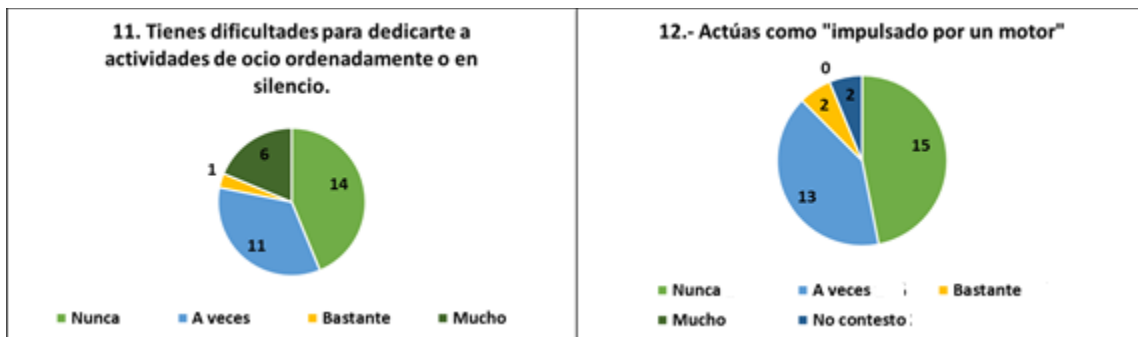 11. Tienes dificultades para dedicarte a
actividades de ocio ordenadamente o en
silencio.
6
1
14
11
Nunca A veces Bastante Mucho
12.- Actúas como "impulsado por un motor"
0
2
2
15
13
Nunca A veces Bastante
Mucho No contesto